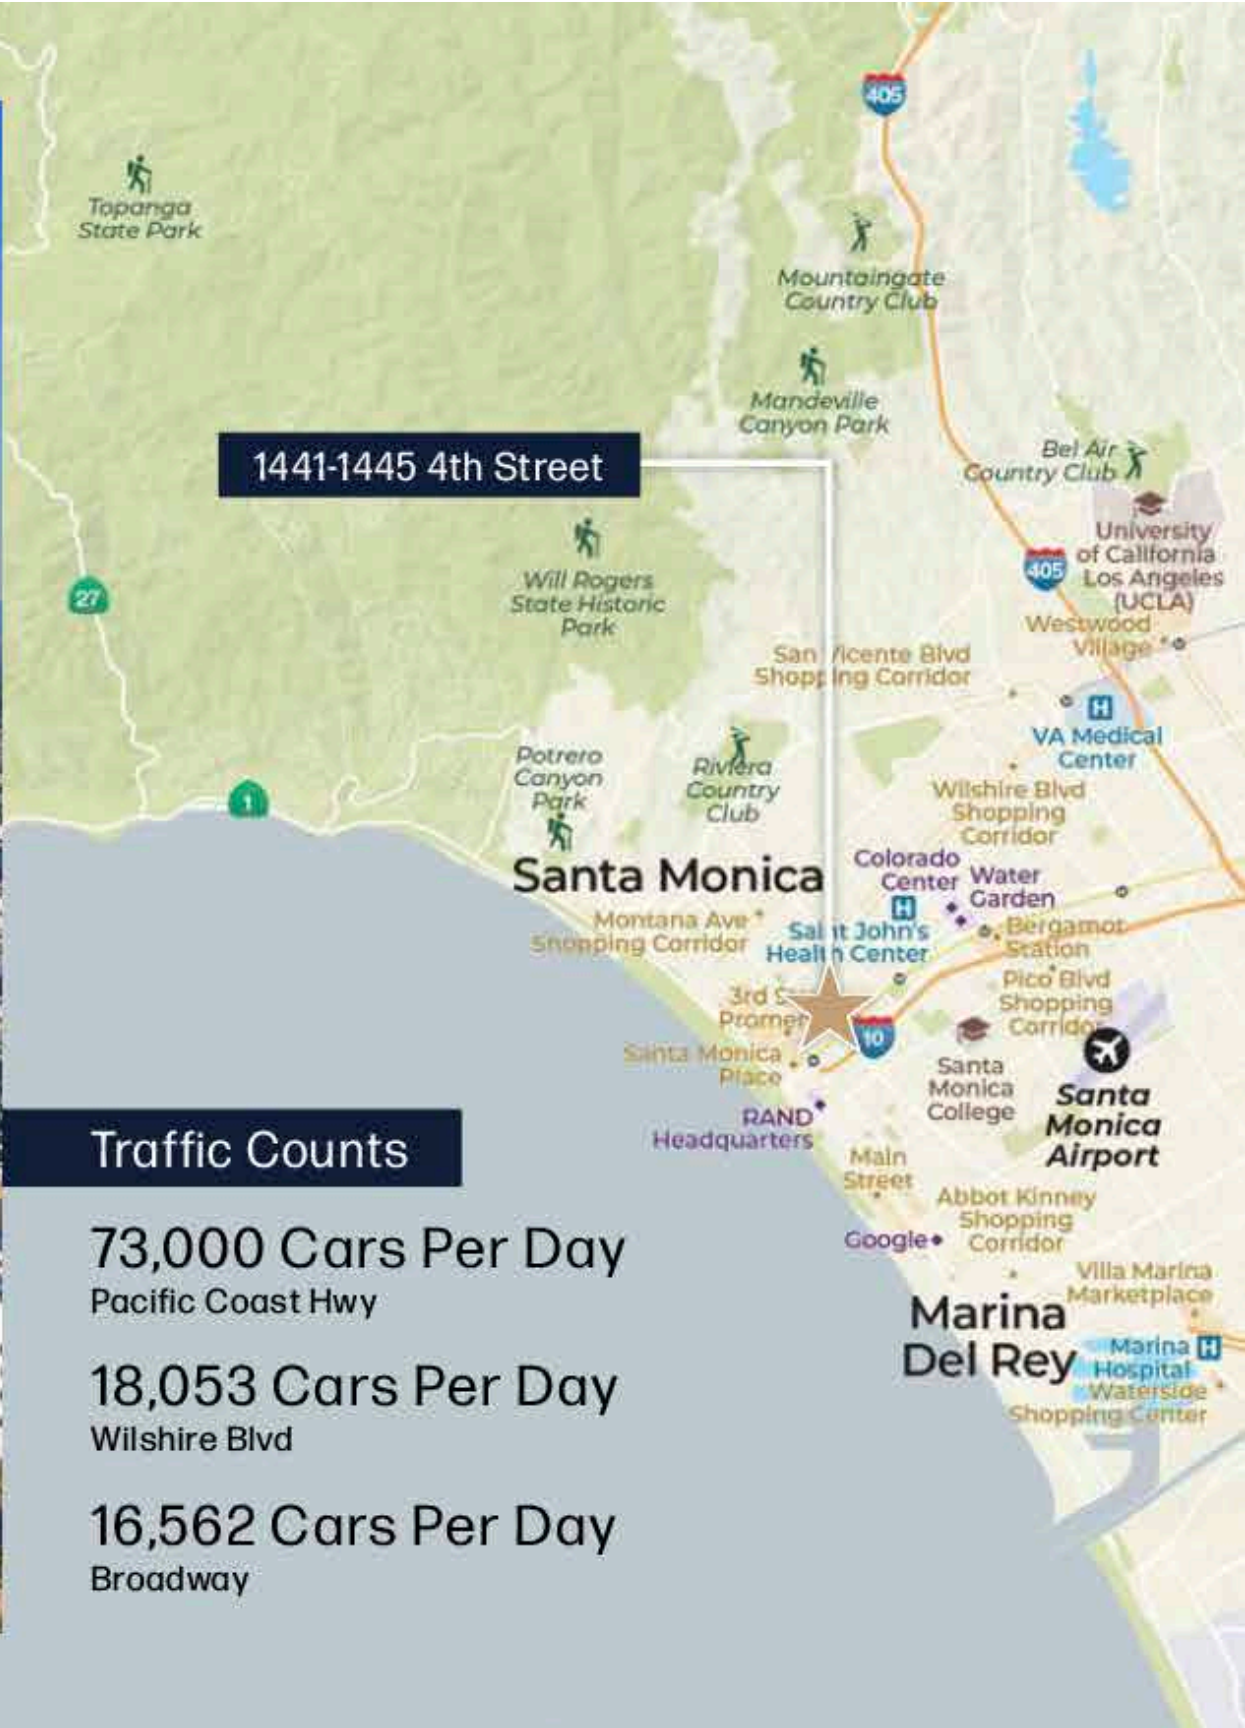 405
Topanga
State Park
Mountaingate
Country Club
Mandeville
Canyon Park
1441-1445 4th Street
Bel Air
Country Club
University
of California
Los Angeles
(UCLA)
405
Will Rogers
State Historic
Park
27
Westwood
Village
San Vicente Blvd
Shopping Corridor
H
VA Medical
Center
Potrero
Canyon
Park
Riviera
Country
Club
1
Wilshire Blvd
Shopping
Corridor
Santa Monica
Colorado
Center
Water
Garden
H
Montana Ave
Shopping Corridor
Saint John's
Health Center
Bergamot
Station
3rd
Pico Blvd
Shopping
Corridor
10
Santa Monica
Place
Santa
Monica
College
Santa
Monica
Airport
RAND
Headquarters
Main
Street
Abbot Kinney
Shopping
Corridor
Google
Villa Marina
Marketplace
Marina
Del Rey
Marina H
Hospital
Waterside
Shopping Center
Traffic Counts
73,000 Cars Per Day
Pacific Coast Hwy
18,053 Cars Per Day
Wilshire Blvd
16,562 Cars Per Day
Broadway